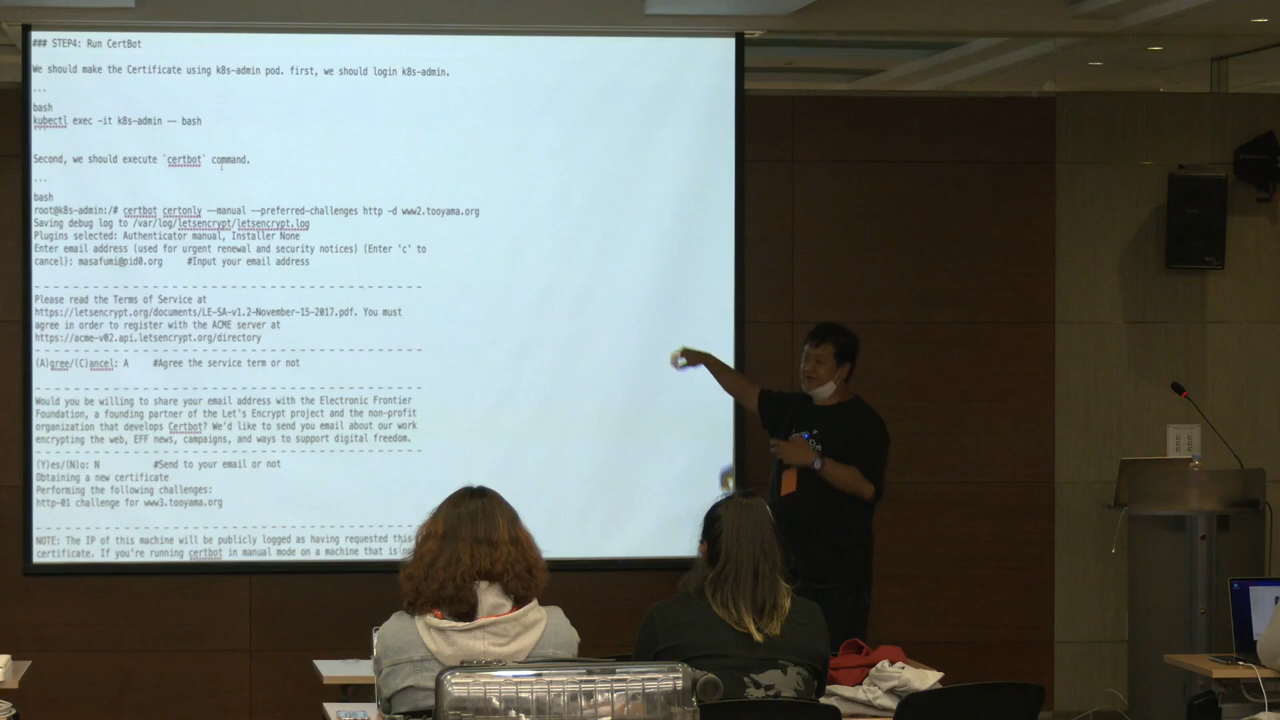 ### STEP4: Run CertBot
We should make the Certificate using k8s-admin pod. first, we should login k8s-admin.
```
bash
kubectl exec -it k8s-admin -- bash
Second, we should execute `certbot` command.
```
bash
root@k8s-admin:/# certbot certonly --manual --preferred-challenges http -d www2.tooyama.org
Saving debug log to /var/log/letsencrypt/letsencrypt.log
Plugins selected: Authenticator manual, Installer None
Enter email address (used for urgent renewal and security notices) (Enter 'c' to
cancel): masafumi@pid0.org #Input your email address
- - - - - - - - - - - - - - - - - - - - - - - - - - - - - - - - - - - - - - - -
Please read the Terms of Service at
https://letsencrypt.org/documents/LE-SA-v1.2-November-15-2017.pdf. You must
agree in order to register with the ACME server at
https://acme-v02.api.letsencrypt.org/directory
- - - - - - - - - - - - - - - - - - - - - - - - - - - - - - - - - - - - - - - -
(A)gree/(C)ancel: A #Agree the service term or not
- - - - - - - - - - - - - - - - - - - - - - - - - - - - - - - - - - - - - - - -
Would you be willing to share your email address with the Electronic Frontier
Foundation, a founding partner of the Let's Encrypt project and the non-profit
organization that develops Certbot? We'd like to send you email about our work
encrypting the web, EFF news, campaigns, and ways to support digital freedom.
- - - - - - - - - - - - - - - - - - - - - - - - - - - - - - - - - - - - - - - -
(Y)es/(N)o: N #Send to your email or not
Obtaining a new certificate
Performing the following challenges:
http-01 challenge for www3.tooyama.org
- - - - - - - - - - - - - - - - - - - - - - - - - - - - - - - - - - - - - - - -
NOTE: The IP of this machine will be publicly logged as having requested this
certificate. If you're running certbot in manual mode on a machine that is